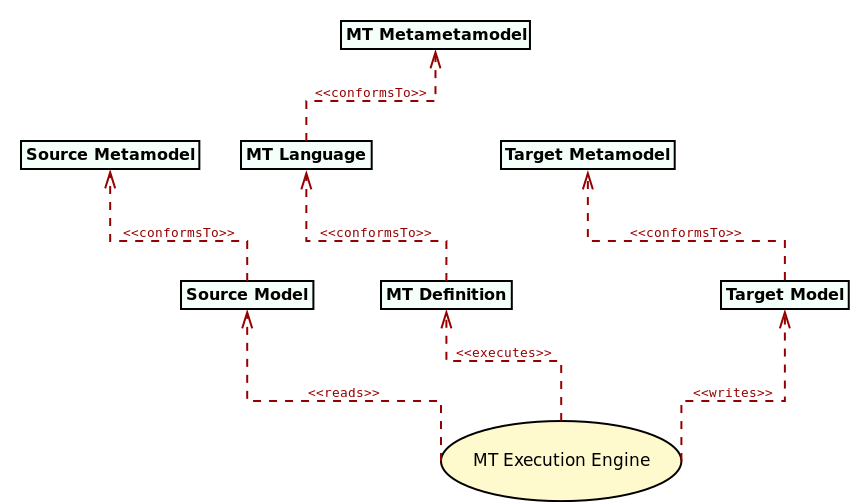 MT Metametamodel
<<conformsTo>>
Source Metamodel
MT Language
Target Metamodel
<<conformsTo>>
<<conformsTo>>
<<conformsTo>>
Source Model
MT Definition
Target Model
<<executes>>
<<reads>>
<<writes>>
MT Execution Engine